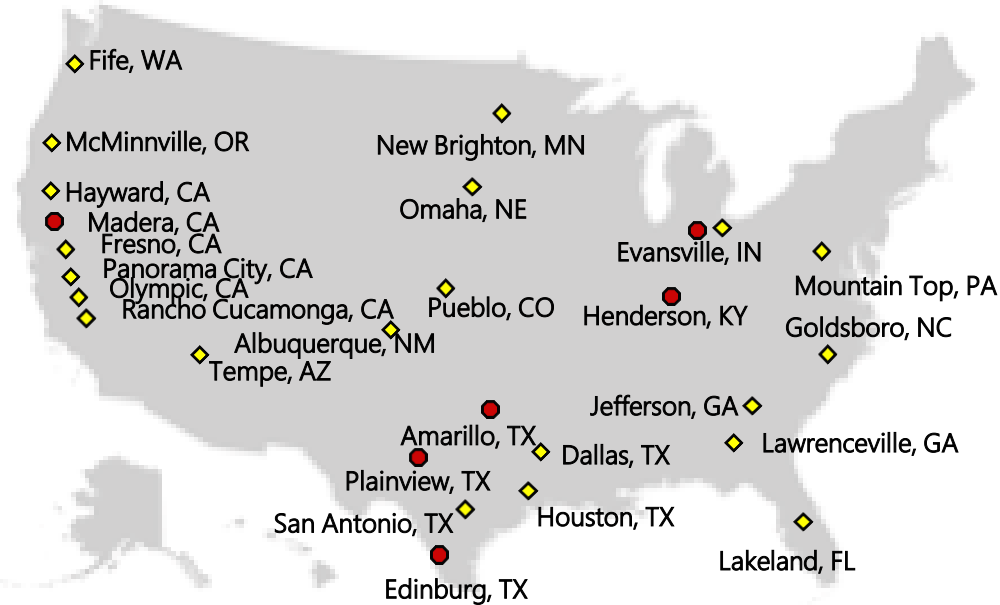 Fife, WA
New Brighton, MN
McMinnville, OR
Hayward, CA
Omaha, NE
Madera, CA
Fresno, CA
Evansville, IN
Panorama City, CA
Olympic, CA
Mountain Top, PA
Rancho Cucamonga, CA
Pueblo, CO
Henderson, KY
Goldsboro, NC
Albuquerque, NM
Tempe, AZ
Jefferson, GA
Amarillo, TX
Lawrenceville, GA
Dallas, TX
Plainview, TX
Houston, TX
San Antonio, TX
Lakeland, FL
Edinburg, TX